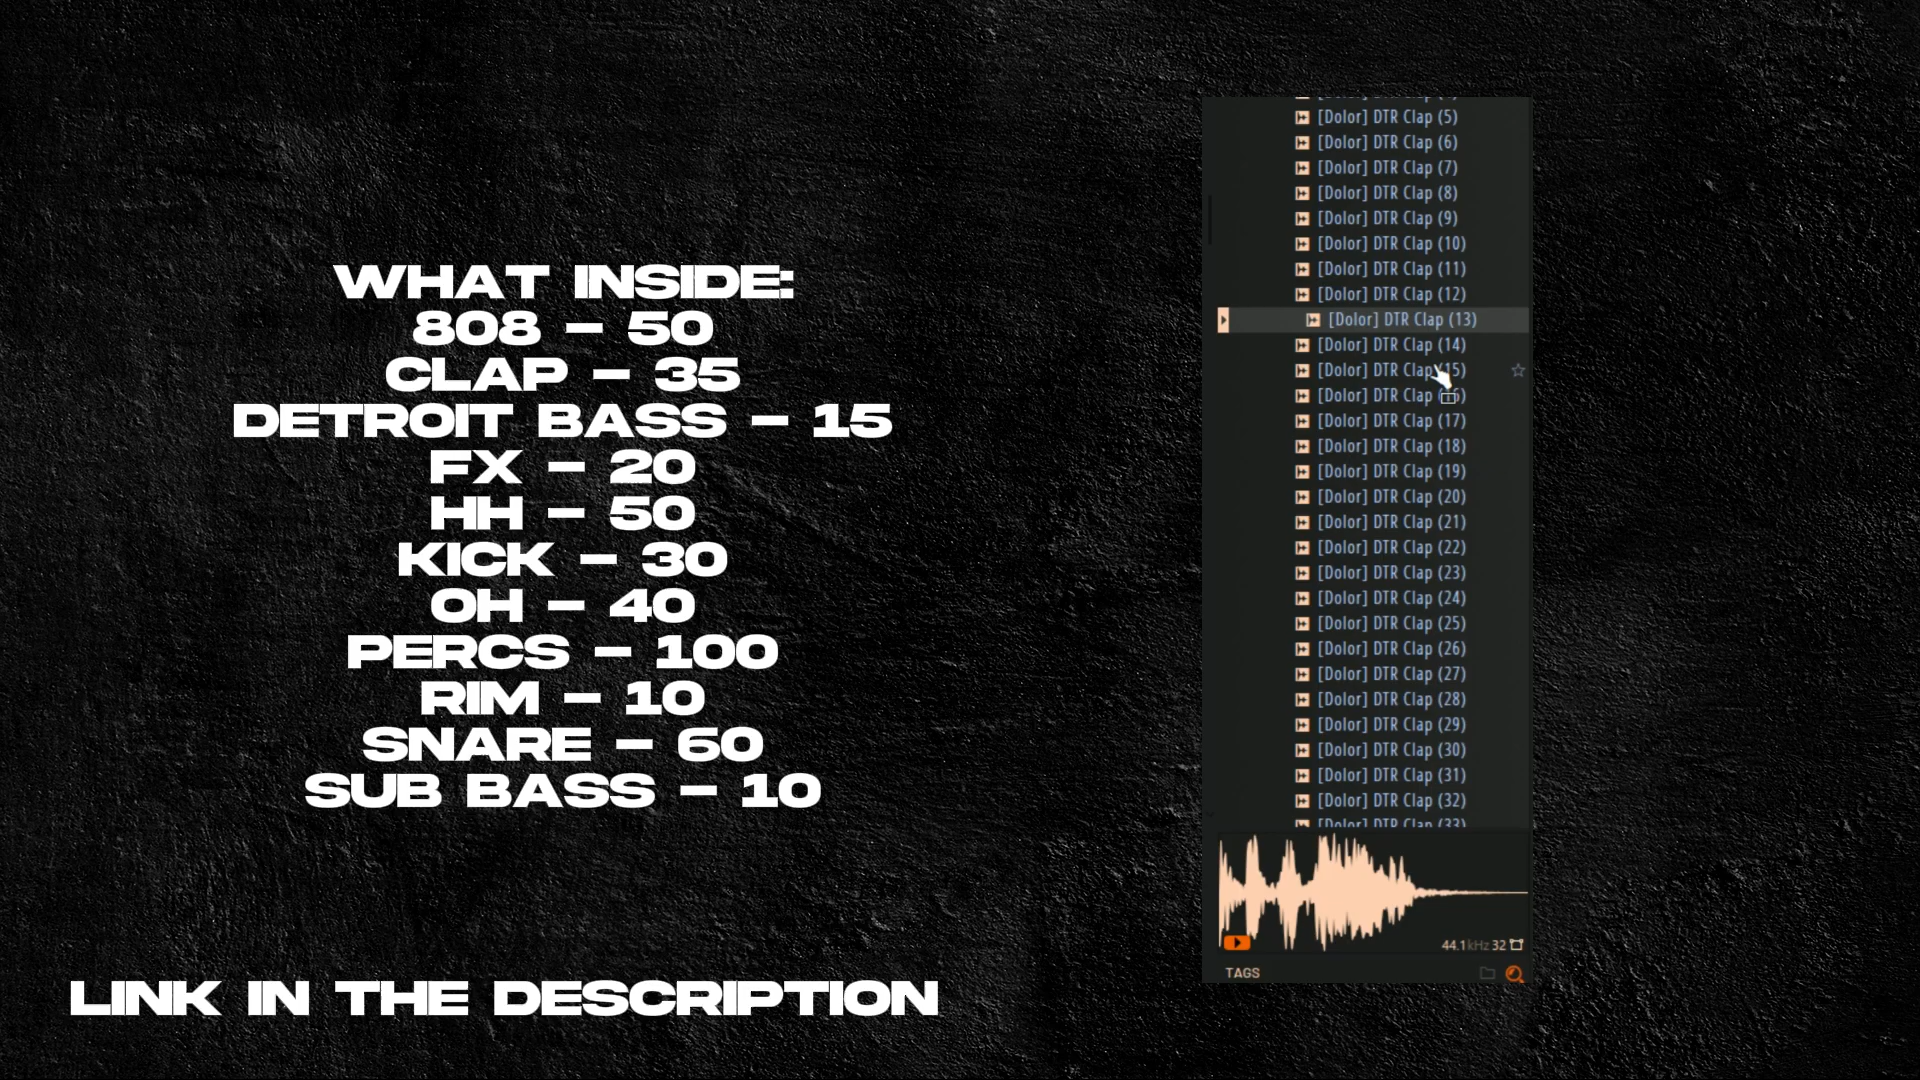 WHAT INSIDE:
808 - 50
CLAP - 35
DETROIT BASS - 15
FX - 20
HH - 50
KICK - 30
OH - 40
PERCS - 100
RIM - 10
SNARE - 60
SUB BASS - 10
LINK IN THE DESCRIPTION
[Dolor] DTR Clap (5)
[Dolor] DTR Clap (6)
[Dolor] DTR Clap (7)
[Dolor] DTR Clap (8)
[Dolor] DTR Clap (9)
[Dolor] DTR Clap (10)
[Dolor] DTR Clap (11)
[Dolor] DTR Clap (12)
[Dolor] DTR Clap (13)
[Dolor] DTR Clap (14)
[Dolor] DTR Clap (15)
[Dolor] DTR Clap (16)
[Dolor] DTR Clap (17)
[Dolor] DTR Clap (18)
[Dolor] DTR Clap (19)
[Dolor] DTR Clap (20)
[Dolor] DTR Clap (21)
[Dolor] DTR Clap (22)
[Dolor] DTR Clap (23)
[Dolor] DTR Clap (24)
[Dolor] DTR Clap (25)
[Dolor] DTR Clap (26)
[Dolor] DTR Clap (27)
[Dolor] DTR Clap (28)
[Dolor] DTR Clap (29)
[Dolor] DTR Clap (30)
[Dolor] DTR Clap (31)
[Dolor] DTR Clap (32)
[Dolor] DTR Clap (33)
44.1kHz 32
TAGS